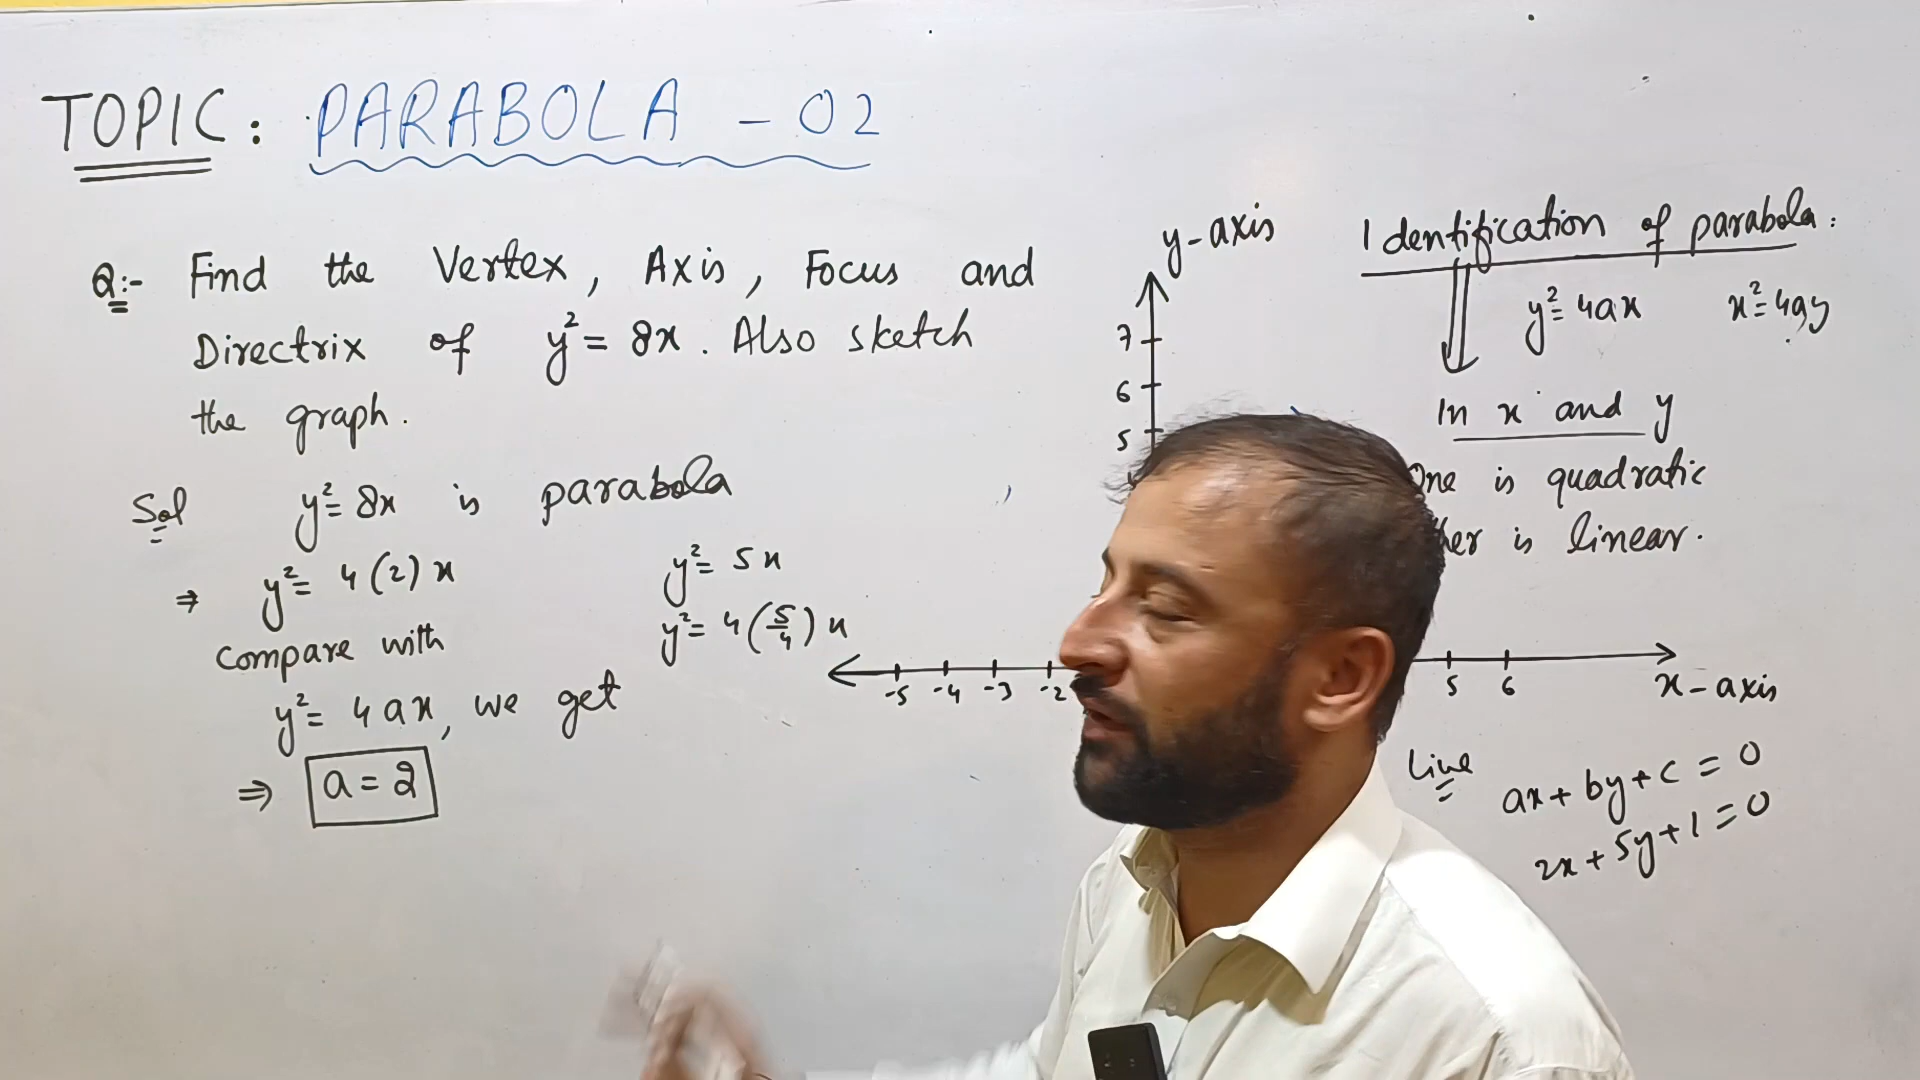 TOPIC: PARABOLA - 02
Q:- Find the Vertex, Axis, Focus and
Directrix of y² = 8x. Also sketch
the graph.
Sol y² = 8x is parabola
⇒ y² = 4(2)x
compare with
y² = 4ax, we get
⇒ a = 2
y² = 5x
y² = 4(5/4)x
y-axis
7
6
5
-5 -4 -3 -2 5 6
x-axis
Identification of parabola:
y² = 4ax x² = 4ay
In x and y
One is quadratic
is linear.
Line ax + by + c = 0
2x + 5y + 1 = 0